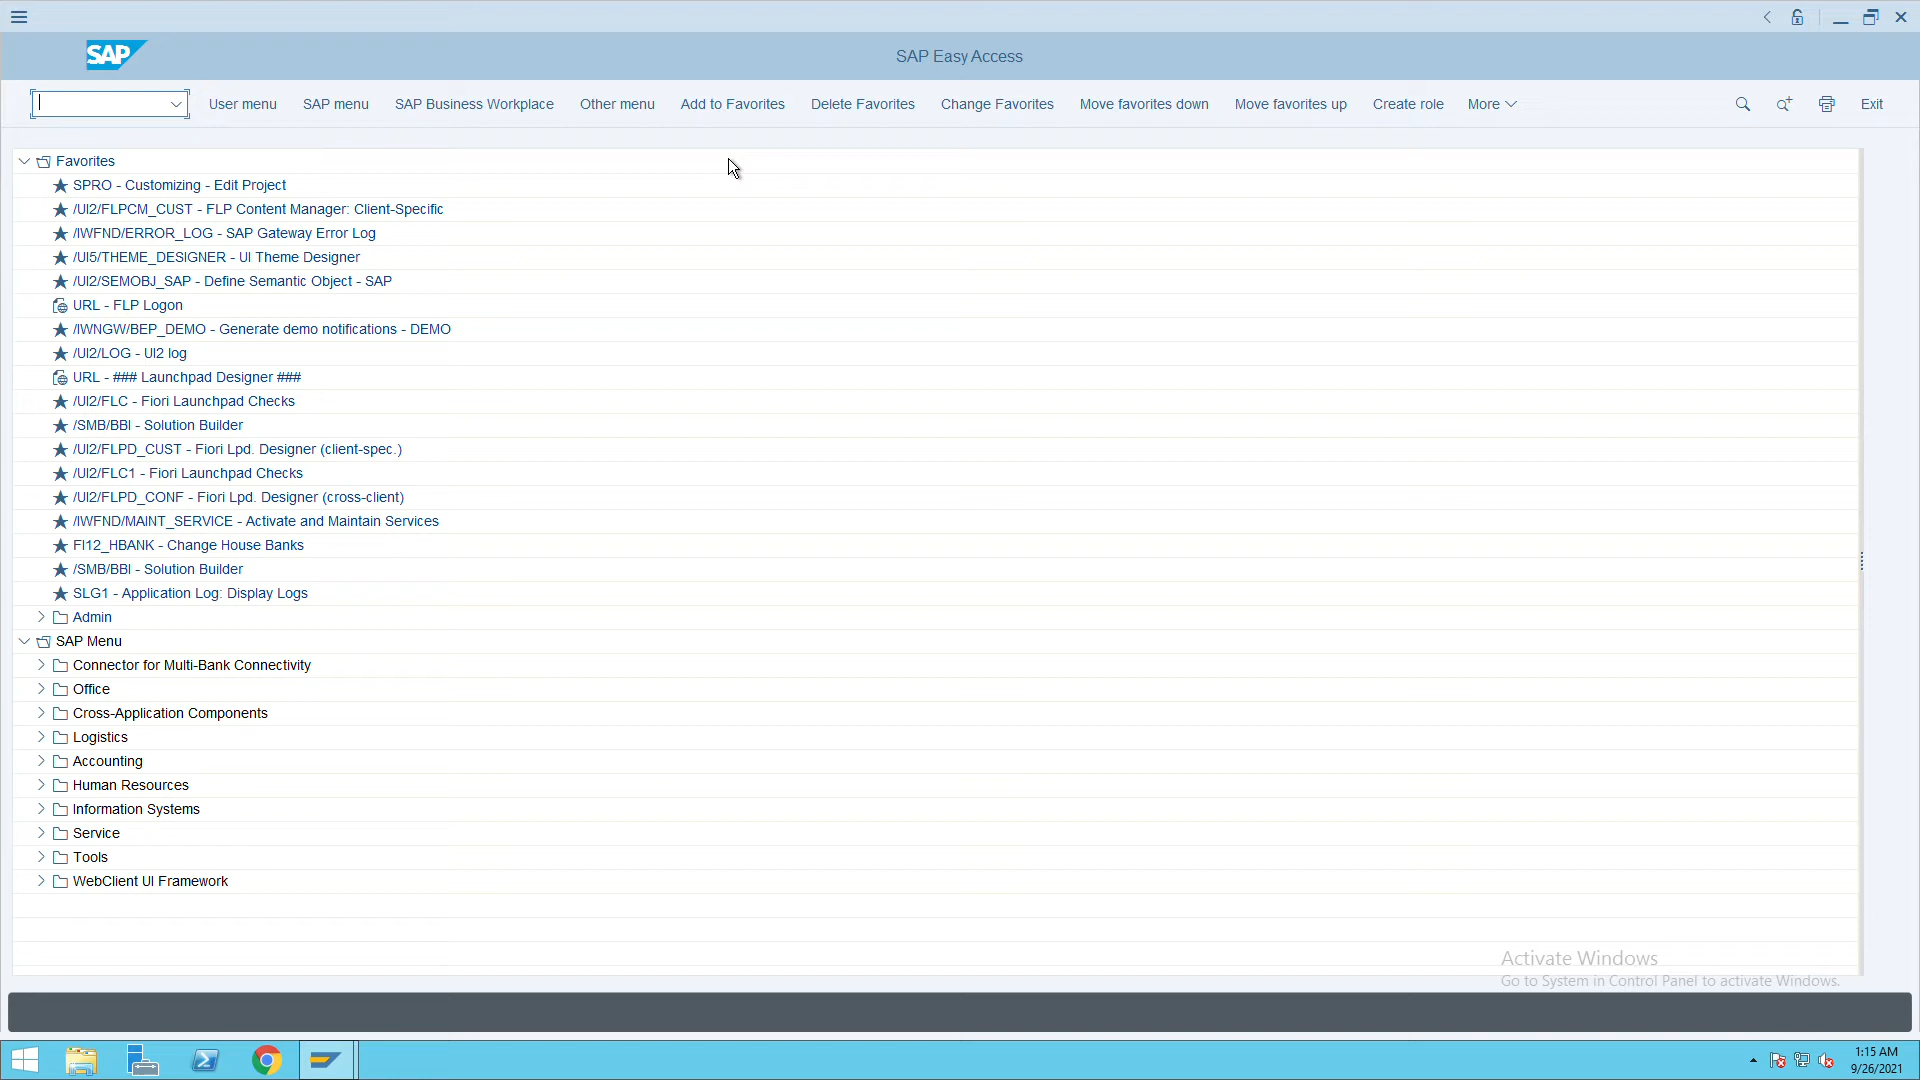 SAP
SAP Easy Access
User menu SAP menu SAP Business Workplace Other menu Add to Favorites Delete Favorites Change Favorites Move favorites down Move favorites up Create role More Exit
Favorites
SPRO - Customizing - Edit Project
/UI2/FLPCM_CUST - FLP Content Manager: Client-Specific
/IWFND/ERROR_LOG - SAP Gateway Error Log
/UI5/THEME_DESIGNER - UI Theme Designer
/UI2/SEMOBJ_SAP - Define Semantic Object - SAP
URL - FLP Logon
/IWNGW/BEP_DEMO - Generate demo notifications - DEMO
/UI2/LOG - UI2 log
URL - ### Launchpad Designer ###
/UI2/FLC - Fiori Launchpad Checks
/SMB/BBI - Solution Builder
/UI2/FLPD_CUST - Fiori Lpd. Designer (client-spec.)
/UI2/FLC1 - Fiori Launchpad Checks
/UI2/FLPD_CONF - Fiori Lpd. Designer (cross-client)
/IWFND/MAINT_SERVICE - Activate and Maintain Services
FI12_HBANK - Change House Banks
/SMB/BBI - Solution Builder
SLG1 - Application Log: Display Logs
Admin
SAP Menu
Connector for Multi-Bank Connectivity
Office
Cross-Application Components
Logistics
Accounting
Human Resources
Information Systems
Service
Tools
WebClient UI Framework
Activate Windows
Go to System in Control Panel to activate Windows.
1:15 AM
9/26/2021